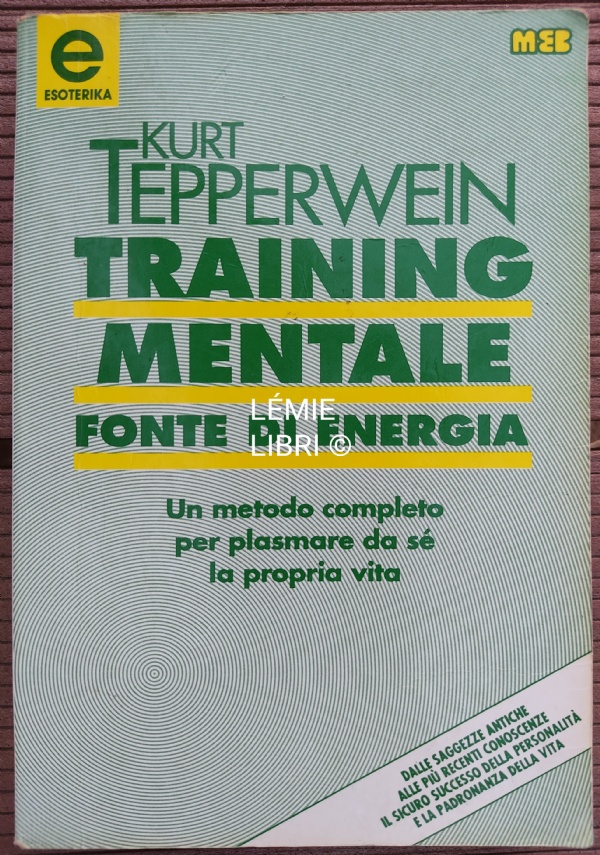 e
ESOTERIKA
MEB
KURT
TEPPERWEIN
TRAINING
MENTALE
FONTE DI ENERGIA
LÉMIE
LIBRI ©
Un metodo completo
per plasmare da sé
la propria vita
DALLE SAGGEZZE ANTICHE
ALLE PIÙ RECENTI CONOSCENZE
IL SICURO SUCCESSO DELLA PERSONALITÀ
E LA PADRONANZA DELLA VITA